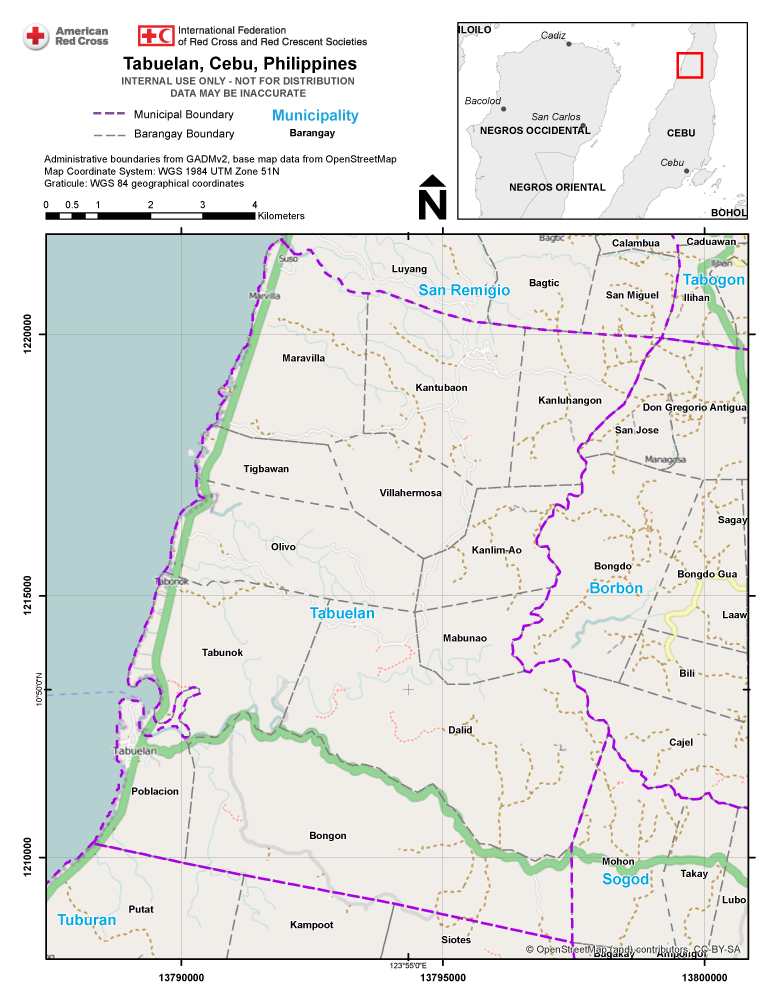 American
Red Cross
International Federation
of Red Cross and Red Crescent Societies
Tabuelan, Cebu, Philippines
INTERNAL USE ONLY - NOT FOR DISTRIBUTION
DATA MAY BE INACCURATE
Municipal Boundary
Municipality
Barangay Boundary
Barangay
Administrative boundaries from GADMv2, base map data from OpenStreetMap
Map Coordinate System: WGS 1984 UTM Zone 51N
Graticule: WGS 84 geographical coordinates
0 0.5 1 2 3 4
Kilometers
N
ILOILO
Cadiz
Bacolod
San Carlos
NEGROS OCCIDENTAL
CEBU
Cebu
NEGROS ORIENTAL
BOHOL
Bagtic
Calambua
Caduawan
Suso
Luyang
Ilihan
San Remigio
Bagtic
Tabogon
San Miguel
Ilihan
Marvilla
1220000
Maravilla
Kantubaon
Kanluhangon
Don Gregorio Antigua
San Jose
Managasa
Tigbawan
Villahermosa
Sagay
Olivo
Kanlim-Ao
Bongdo
Bongdo Gua
Tabonok
Borbon
1215000
Tabuelan
Laaw
Mabunao
Tabunok
Bili
10°50'0"N
Dalid
Cajel
Tabuelan
Poblacion
Bongon
1210000
Mohon
Takay
Sogod
Lubo
Putat
Tuburan
Kampoot
Siotes
© OpenStreetMap (and) contributors, CC-BY-SA
Bugakay
Ampongol
13790000
123°55'0"E
13795000
13800000